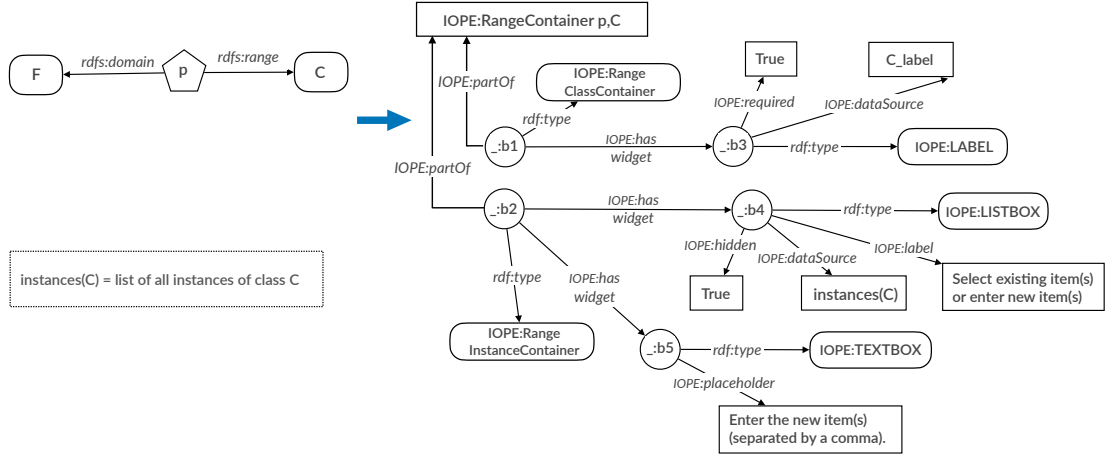 IOPE:RangeContainer p,C
F
rdfs:domain
p
rdfs:range
C
IOPE:partOf
IOPE:Range
ClassContainer
True
C_label
IOPE:required
IOPE:dataSource
rdf:type
_:b1
IOPE:has
widget
_:b3
rdf:type
IOPE:LABEL
IOPE:partOf
_:b2
IOPE:has
widget
_:b4
rdf:type
IOPE:LISTBOX
IOPE:hidden
IOPE:dataSource
IOPE:label
True
instances(C)
Select existing item(s)
or enter new item(s)
instances(C) = list of all instances of class C
rdf:type
IOPE:has
widget
IOPE:Range
InstanceContainer
_:b5
rdf:type
IOPE:TEXTBOX
IOPE:placeholder
Enter the new item(s)
(separated by a comma).